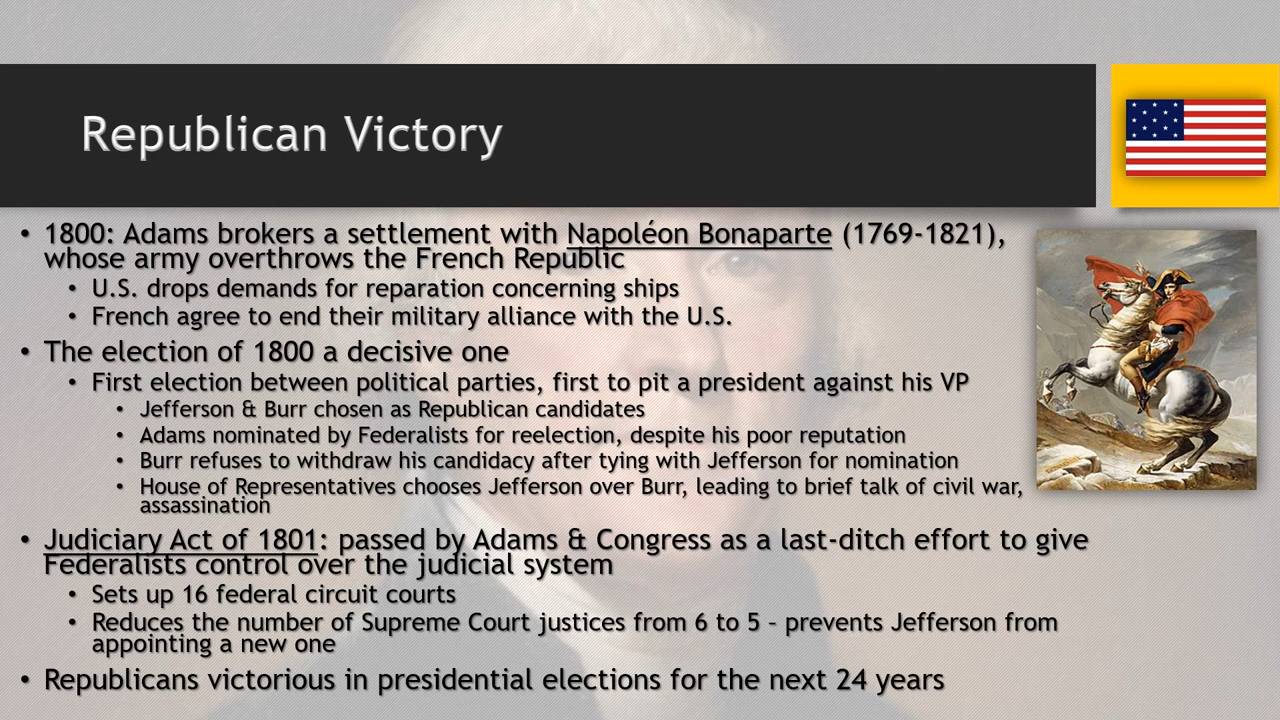 Republican Victory
• 1800: Adams brokers a settlement with Napoléon Bonaparte (1769-1821),
whose army overthrows the French Republic
• U.S. drops demands for reparation concerning ships
• French agree to end their military alliance with the U.S.
• The election of 1800 a decisive one
• First election between political parties, first to pit a president against his VP
• Jefferson & Burr chosen as Republican candidates
• Adams nominated by Federalists for reelection, despite his poor reputation
• Burr refuses to withdraw his candidacy after tying with Jefferson for nomination
• House of Representatives chooses Jefferson over Burr, leading to brief talk of civil war,
assassination
• Judiciary Act of 1801: passed by Adams & Congress as a last-ditch effort to give
Federalists control over the judicial system
• Sets up 16 federal circuit courts
• Reduces the number of Supreme Court justices from 6 to 5 – prevents Jefferson from
appointing a new one
• Republicans victorious in presidential elections for the next 24 years